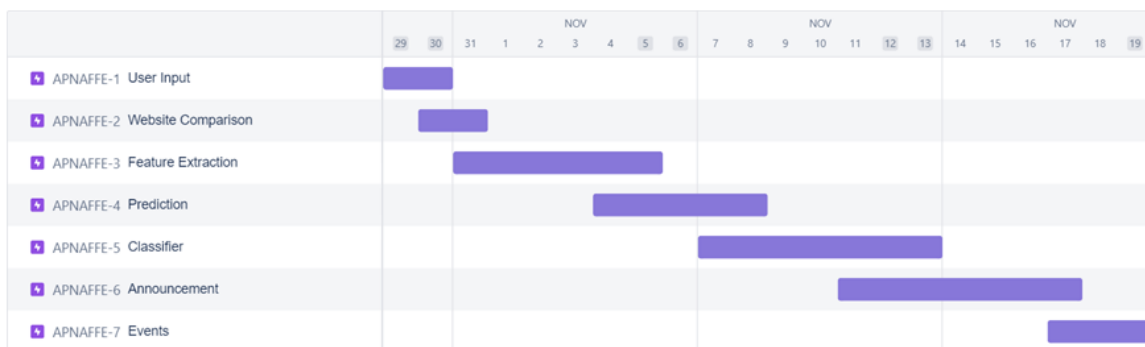 NOV NOV NOV
29 30 31 1 2 3 4 5 6 7 8 9 10 11 12 13 14 15 16 17 18 19
APNAFFE-1 User Input
APNAFFE-2 Website Comparison
APNAFFE-3 Feature Extraction
APNAFFE-4 Prediction
APNAFFE-5 Classifier
APNAFFE-6 Announcement
APNAFFE-7 Events